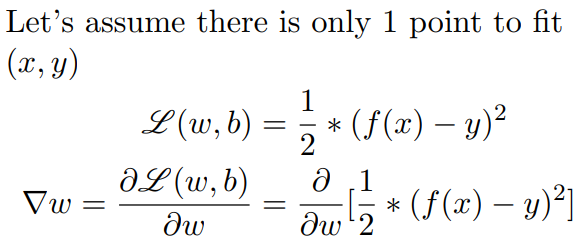 Let's assume there is only 1 point to fit
(x, y)
ℒ(w, b) = 1/2 * (f(x) − y)²
∇w = ∂ℒ(w, b)/∂w = ∂/∂w [1/2 * (f(x) − y)²]